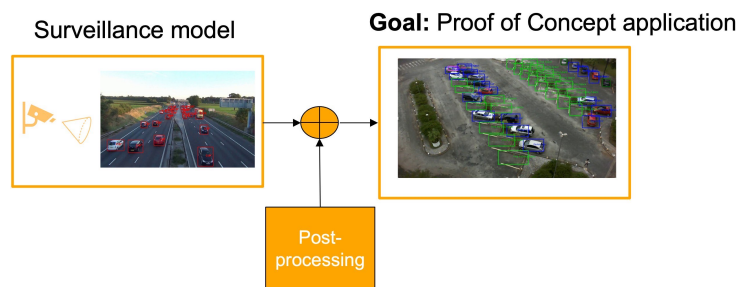 Surveillance model
Goal: Proof of Concept application
Post-
processing